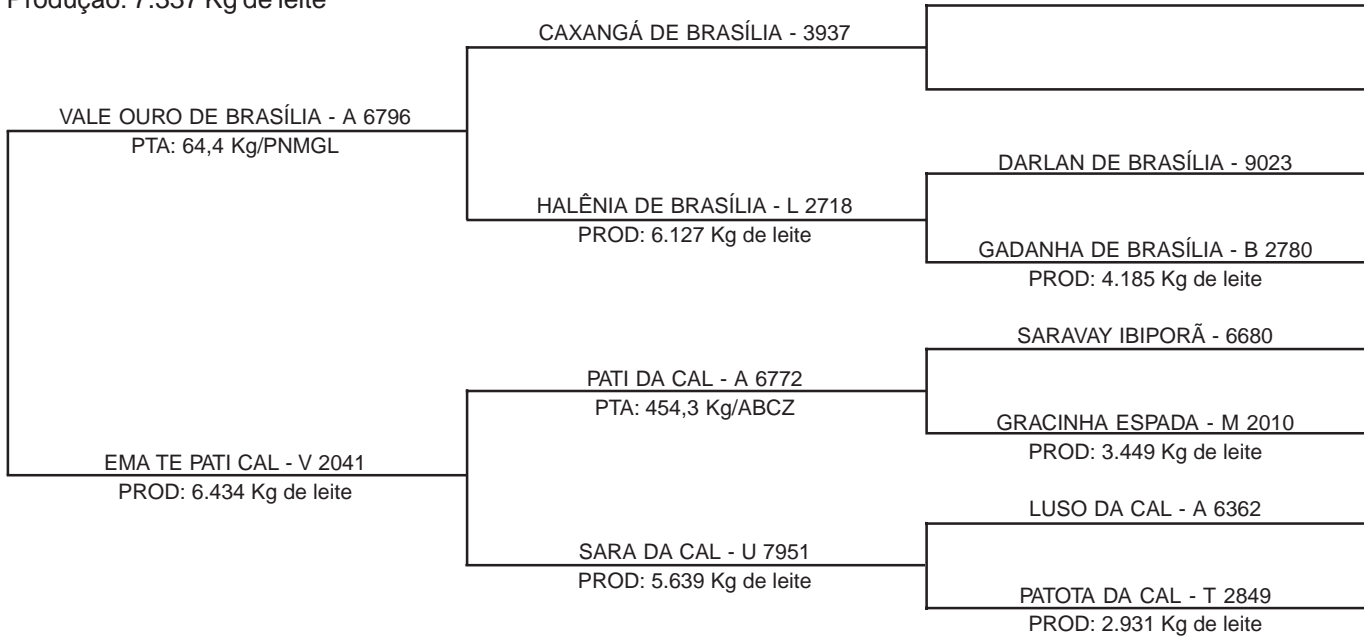 Produção: 7.337 Kg de leite
CAXANGÁ DE BRASÍLIA - 3937
VALE OURO DE BRASÍLIA - A 6796
PTA: 64,4 Kg/PNMGL
DARLAN DE BRASÍLIA - 9023
HALÊNIA DE BRASÍLIA - L 2718
PROD: 6.127 Kg de leite
GADANHA DE BRASÍLIA - B 2780
PROD: 4.185 Kg de leite
SARAVAY IBIPORÃ - 6680
PATI DA CAL - A 6772
PTA: 454,3 Kg/ABCZ
GRACINHA ESPADA - M 2010
PROD: 3.449 Kg de leite
EMA TE PATI CAL - V 2041
PROD: 6.434 Kg de leite
LUSO DA CAL - A 6362
SARA DA CAL - U 7951
PROD: 5.639 Kg de leite
PATOTA DA CAL - T 2849
PROD: 2.931 Kg de leite